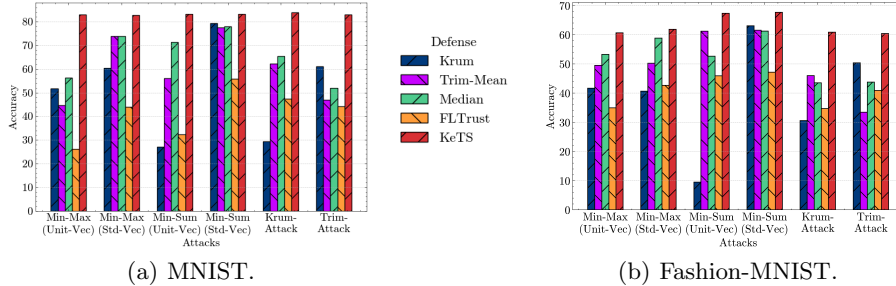 Accuracy
80
70
60
50
40
30
20
10
0
Min-Max (Unit-Vec)
Min-Max (Std-Vec)
Min-Sum (Unit-Vec)
Min-Sum (Std-Vec)
Krum-Attack
Trim-Attack
Attacks
(a) MNIST.
Defense
Krum
Trim-Mean
Median
FLTrust
KeTS
Accuracy
70
60
50
40
30
20
10
0
Min-Max (Unit-Vec)
Min-Max (Std-Vec)
Min-Sum (Unit-Vec)
Min-Sum (Std-Vec)
Krum-Attack
Trim-Attack
Attacks
(b) Fashion-MNIST.